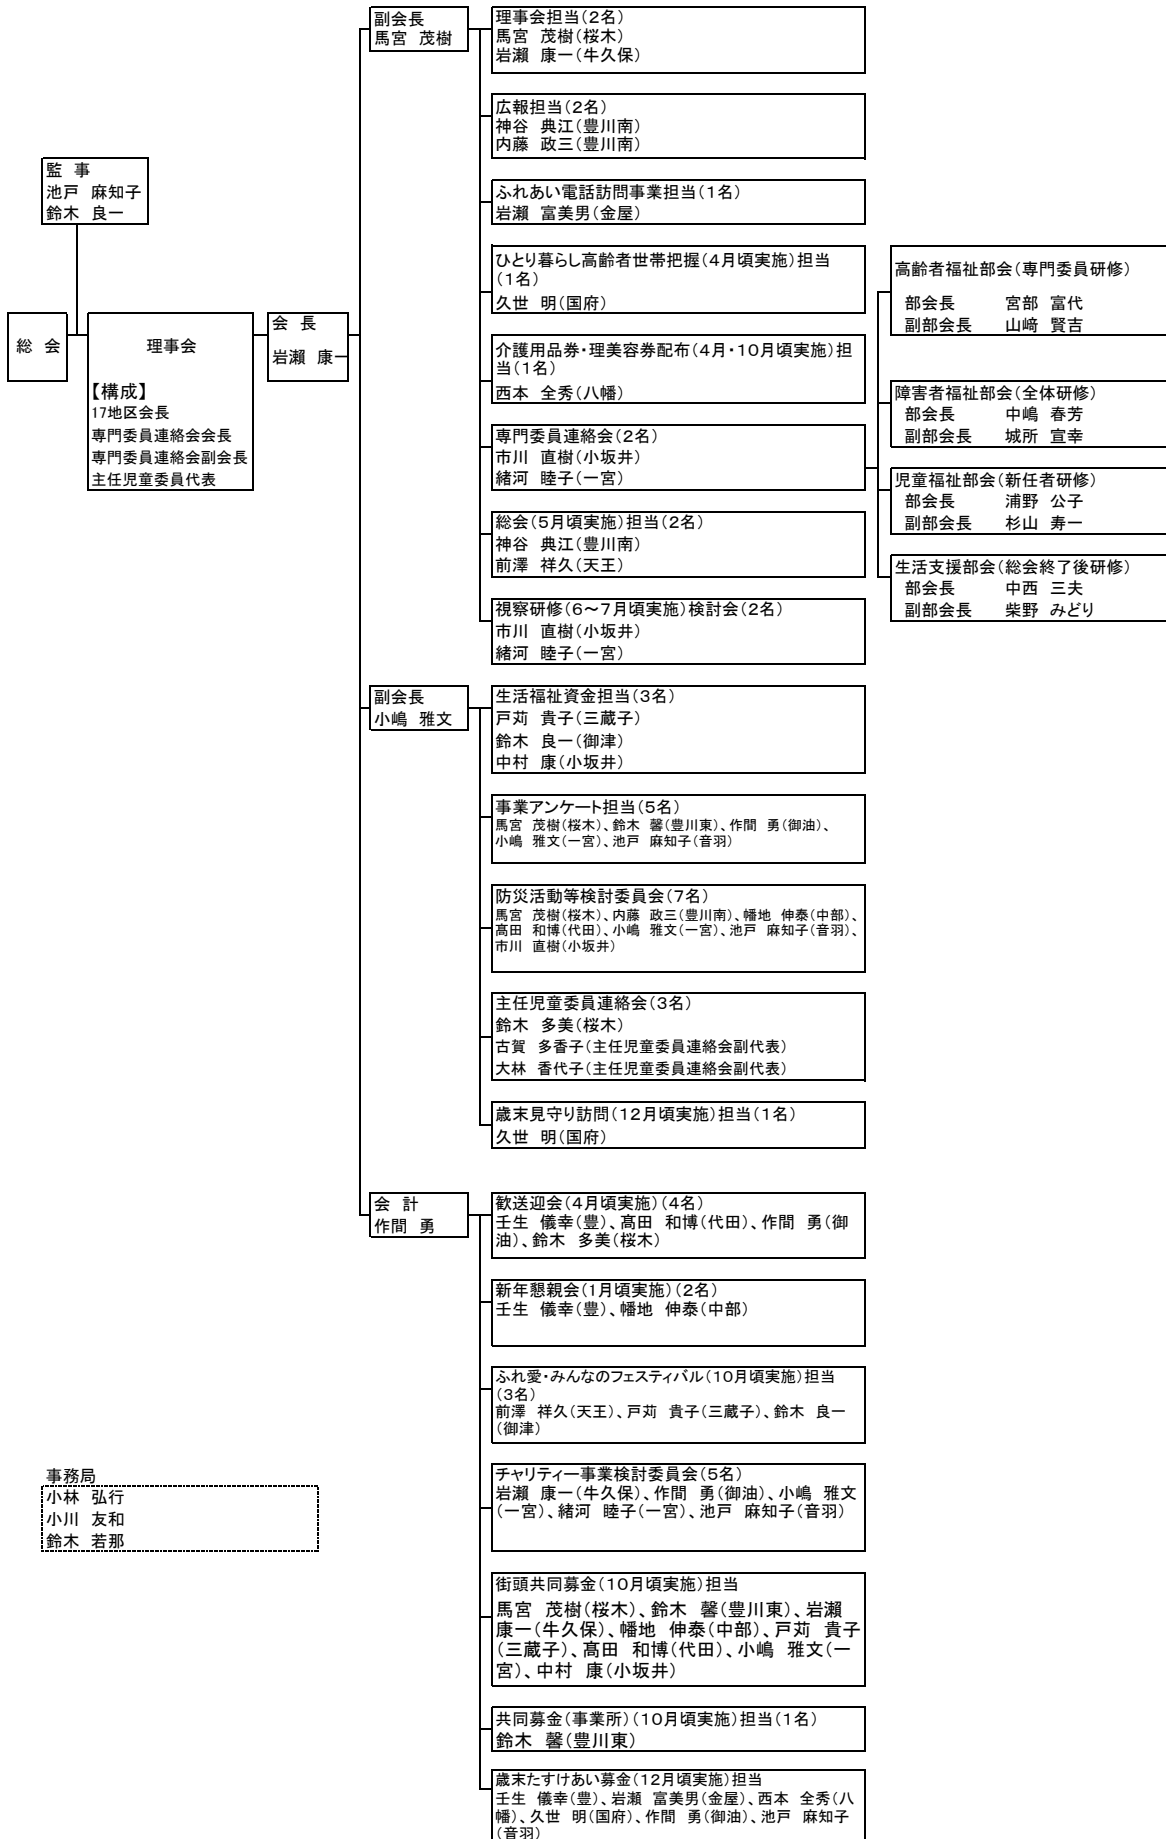 監　事
池戸　麻知子
鈴木　良一
総　会
理事会
【構成】
17地区会長
専門委員連絡会会長
専門委員連絡会副会長
主任児童委員代表
会　長
岩瀬　康一
副会長
馬宮　茂樹
理事会担当（2名）
馬宮　茂樹（桜木）
岩瀬　康一（牛久保）
広報担当（2名）
神谷　典江（豊川南）
内藤　政三（豊川南）
ふれあい電話訪問事業担当（1名）
岩瀬　富美男（金屋）
ひとり暮らし高齢者世帯把握（4月頃実施）担当
（1名）
久世　明（国府）
介護用品券・理美容券配布（4月・10月頃実施）担
当（1名）
西本　全秀（八幡）
専門委員連絡会（2名）
市川　直樹（小坂井）
緒河　睦子（一宮）
高齢者福祉部会（専門委員研修）
部会長　宮部　富代
副部会長　山﨑　賢吉
障害者福祉部会（全体研修）
部会長　中嶋　春芳
副部会長　城所　宣幸
児童福祉部会（新任者研修）
部会長　浦野　公子
副部会長　杉山　寿一
生活支援部会（総会終了後研修）
部会長　中西　三夫
副部会長　柴野　みどり
総会（5月頃実施）担当（2名）
神谷　典江（豊川南）
前澤　祥久（天王）
視察研修（6～7月頃実施）検討会（2名）
市川　直樹（小坂井）
緒河　睦子（一宮）
副会長
小嶋　雅文
生活福祉資金担当（3名）
戸苅　貴子（三蔵子）
鈴木　良一（御津）
中村　康（小坂井）
事業アンケート担当（5名）
馬宮　茂樹（桜木）、鈴木　馨（豊川東）、作間　勇（御油）、
小嶋　雅文（一宮）、池戸　麻知子（音羽）
防災活動等検討委員会（7名）
馬宮　茂樹（桜木）、内藤　政三（豊川南）、幡地　伸泰（中部）、
髙田　和博（代田）、小嶋　雅文（一宮）、池戸　麻知子（音羽）、
市川　直樹（小坂井）
主任児童委員連絡会（3名）
鈴木　多美（桜木）
古賀　多香子（主任児童委員連絡会副代表）
大林　香代子（主任児童委員連絡会副代表）
歳末見守り訪問（12月頃実施）担当（1名）
久世　明（国府）
会　計
作間　勇
歓送迎会（4月頃実施）（4名）
壬生　儀幸（豊）、髙田　和博（代田）、作間　勇（御
油）、鈴木　多美（桜木）
新年懇親会（1月頃実施）（2名）
壬生　儀幸（豊）、幡地　伸泰（中部）
ふれ愛・みんなのフェスティバル（10月頃実施）担当
（3名）
前澤　祥久（天王）、戸苅　貴子（三蔵子）、鈴木　良一
（御津）
チャリティー事業検討委員会（5名）
岩瀬　康一（牛久保）、作間　勇（御油）、小嶋　雅文
（一宮）、緒河　睦子（一宮）、池戸　麻知子（音羽）
街頭共同募金（10月頃実施）担当
馬宮　茂樹（桜木）、鈴木　馨（豊川東）、岩瀬
康一（牛久保）、幡地　伸泰（中部）、戸苅　貴子
（三蔵子）、髙田　和博（代田）、小嶋　雅文（一
宮）、中村　康（小坂井）
共同募金（事業所）（10月頃実施）担当（1名）
鈴木　馨（豊川東）
歳末たすけあい募金（12月頃実施）担当
壬生　儀幸（豊）、岩瀬　富美男（金屋）、西本　全秀（八
幡）、久世　明（国府）、作間　勇（御油）、池戸　麻知子
（音羽）
事務局
小林　弘行
小川　友和
鈴木　若那